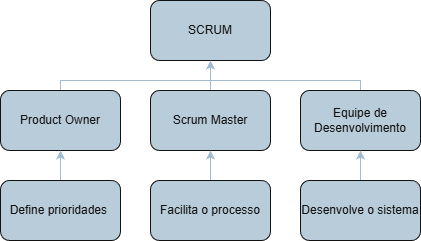 SCRUM
Product Owner
Scrum Master
Equipe de
Desenvolvimento
Define prioridades
Facilita o processo
Desenvolve o sistema